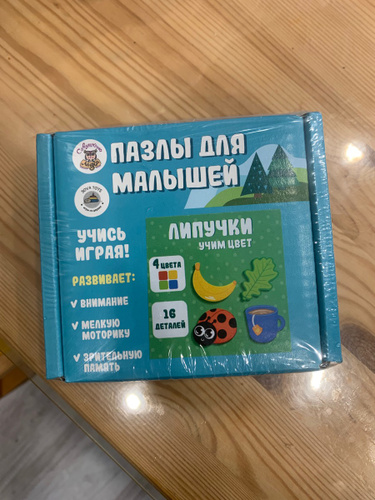 ПАЗЛЫ ДЛЯ
МАЛЫШЕЙ
УЧИСЬ
ИГРАЯ!
РАЗВИВАЕТ:
ВНИМАНИЕ
МЕЛКУЮ
МОТОРИКУ
ЗРИТЕЛЬНУЮ
ПАМЯТЬ
ЛИПУЧКИ
УЧИМ ЦВЕТ
4 ЦВЕТА
16
ДЕТАЛЕЙ